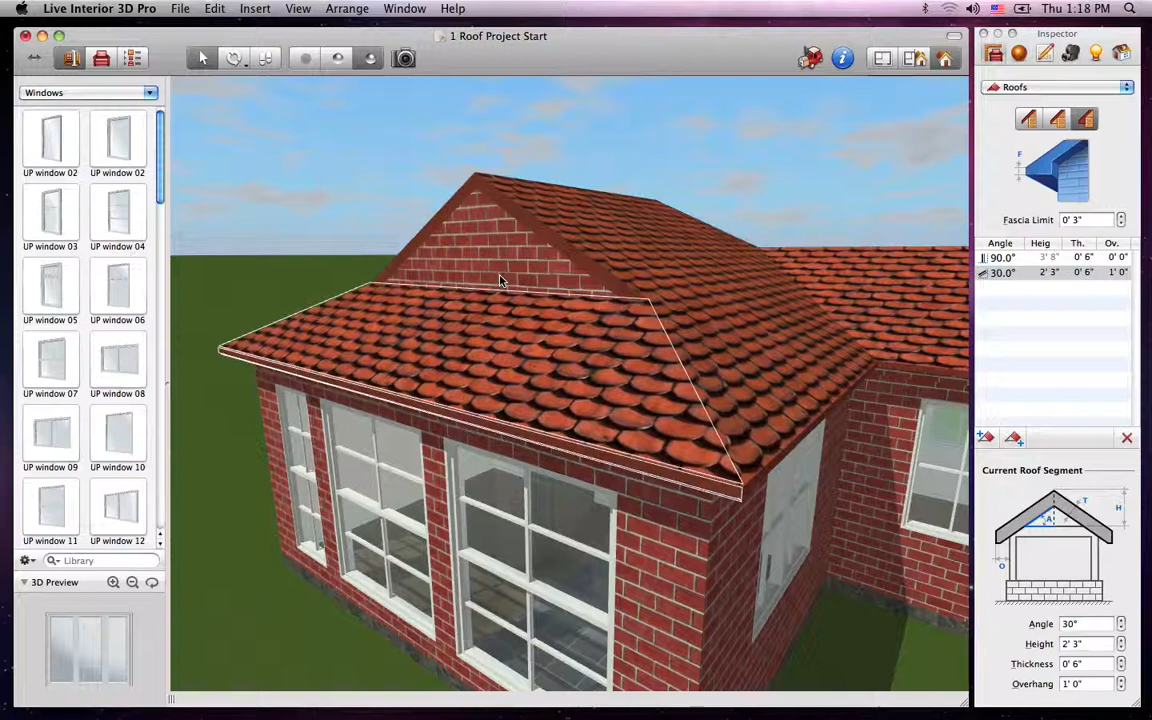 Live Interior 3D Pro File Edit Insert View Arrange Window Help Thu 1:18 PM
1 Roof Project Start
Inspector
Windows
Roofs
UP window 02 UP window 02
UP window 03 UP window 04
UP window 05 UP window 06
UP window 07 UP window 08
UP window 09 UP window 10
UP window 11 UP window 12
Library
3D Preview
F
Fascia Limit 0' 3"
Angle Heig Th. Ov.
90.0° 3' 8" 0' 6" 0' 0"
30.0° 2' 3" 0' 6" 1' 0"
Current Roof Segment
T
H
A
O
Angle 30°
Height 2' 3"
Thickness 0' 6"
Overhang 1' 0"